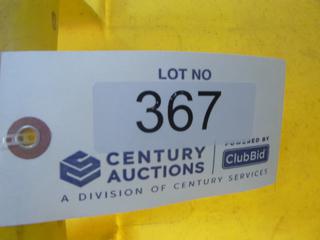 LOT NO
367
CENTURY AUCTIONS
POWERED BY
ClubBid
A DIVISION OF CENTURY SERVICES